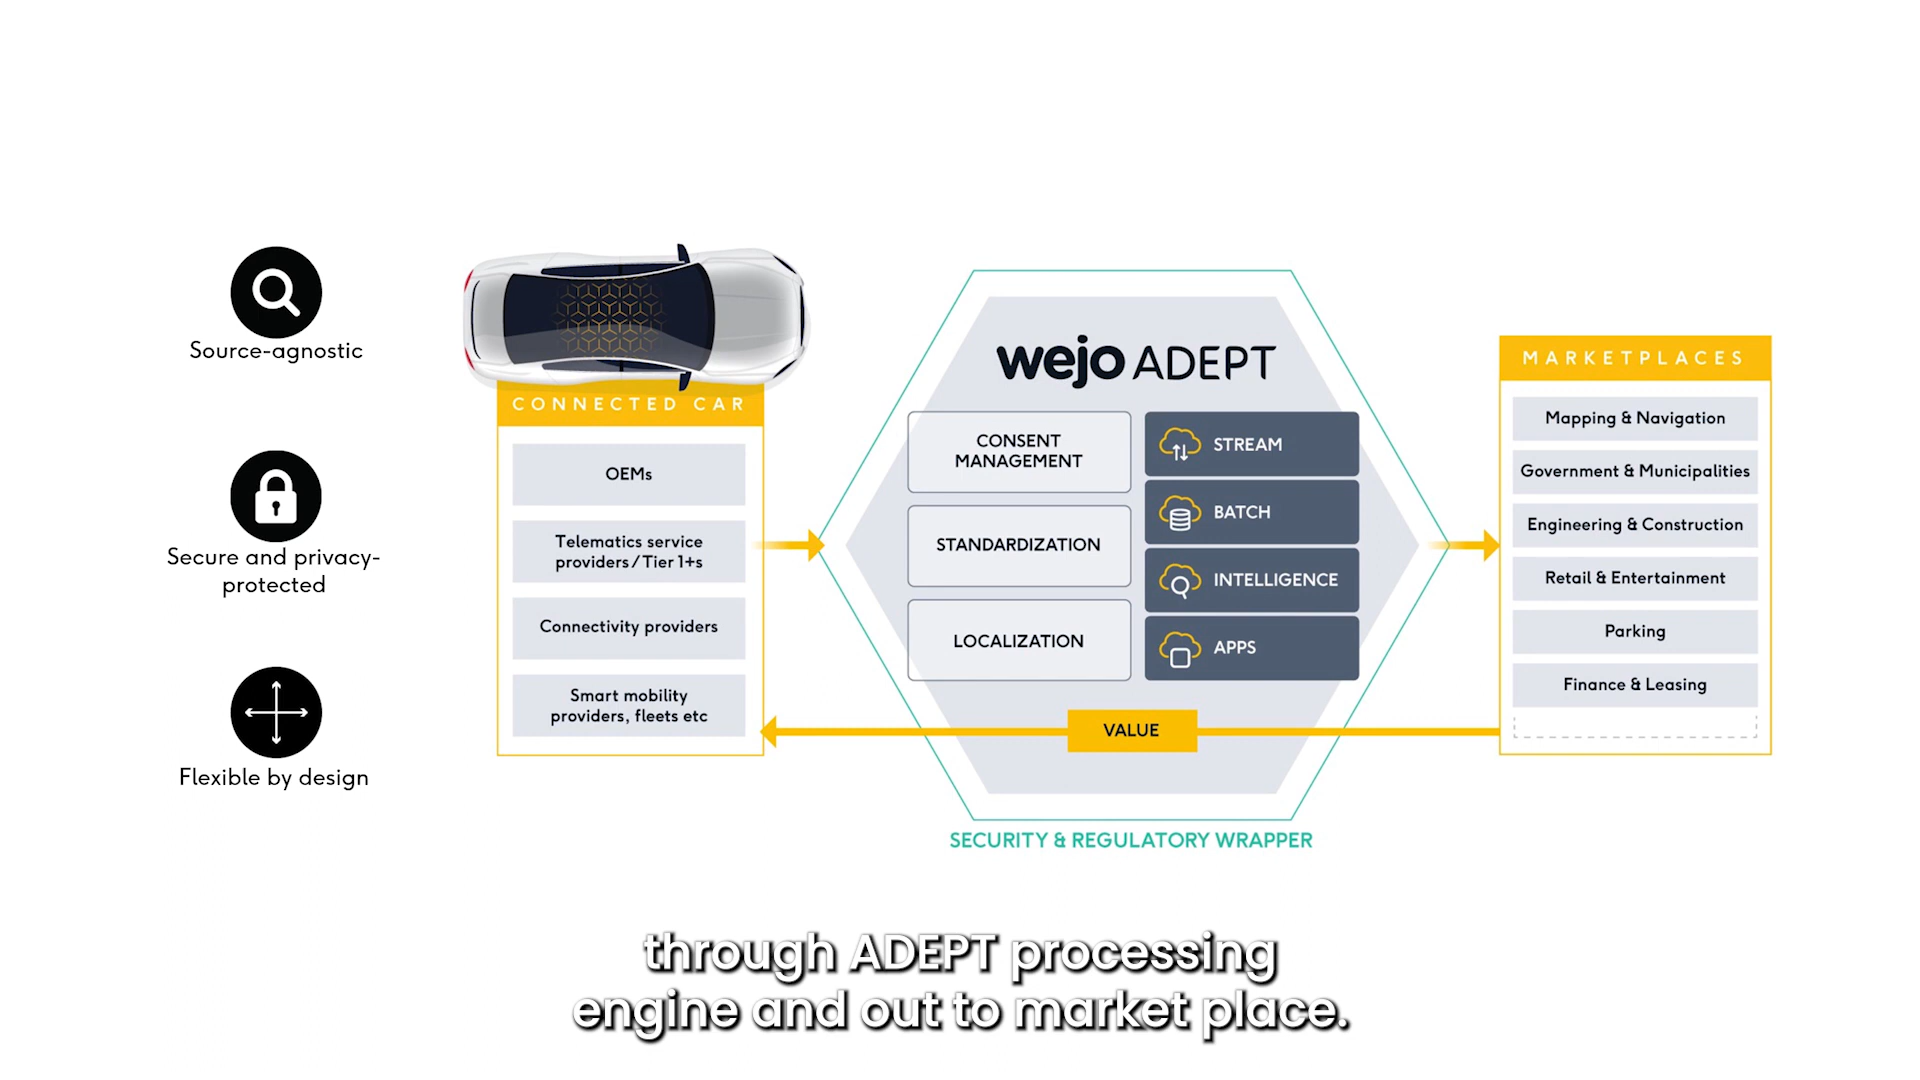 Source-agnostic
Secure and privacy-
protected
Flexible by design
CONNECTED CAR
OEMs
Telematics service
providers / Tier 1+s
Connectivity providers
Smart mobility
providers, fleets etc
wejo ADEPT
CONSENT
MANAGEMENT
STANDARDIZATION
LOCALIZATION
STREAM
BATCH
INTELLIGENCE
APPS
VALUE
SECURITY & REGULATORY WRAPPER
MARKETPLACES
Mapping & Navigation
Government & Municipalities
Engineering & Construction
Retail & Entertainment
Parking
Finance & Leasing
through ADEPT processing
engine and out to market place.